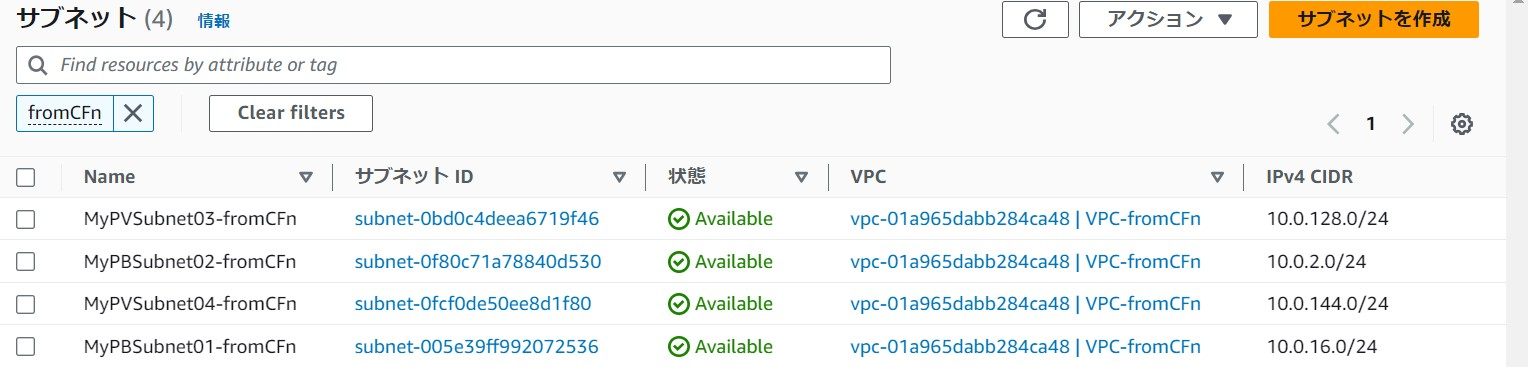 サブネット (4) 情報 アクション ▼ サブネットを作成
Find resources by attribute or tag
fromCFn Clear filters 1
Name サブネット ID 状態 VPC IPv4 CIDR
MyPVSubnet03-fromCFn subnet-0bd0c4deea6719f46 Available vpc-01a965dabb284ca48 | VPC-fromCFn 10.0.128.0/24
MyPBSubnet02-fromCFn subnet-0f80c71a78840d530 Available vpc-01a965dabb284ca48 | VPC-fromCFn 10.0.2.0/24
MyPVSubnet04-fromCFn subnet-0fcf0de50ee8d1f80 Available vpc-01a965dabb284ca48 | VPC-fromCFn 10.0.144.0/24
MyPBSubnet01-fromCFn subnet-005e39ff992072536 Available vpc-01a965dabb284ca48 | VPC-fromCFn 10.0.16.0/24